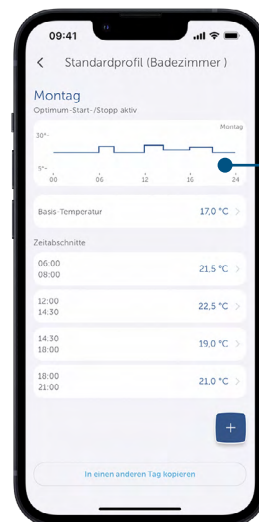 09:41
Standardprofil (Badezimmer )
Montag
Optimum-Start-/Stopp aktiv
Montag
30°-
5°-
00 06 12 16 24
Basis-Temperatur 17,0 °C
Zeitabschnitte
06:00
08:00
21,5 °C
12:00
14:30
22,5 °C
14.30
18:00
19,0 °C
18:00
21:00
21,0 °C
+
In einen anderen Tag kopieren